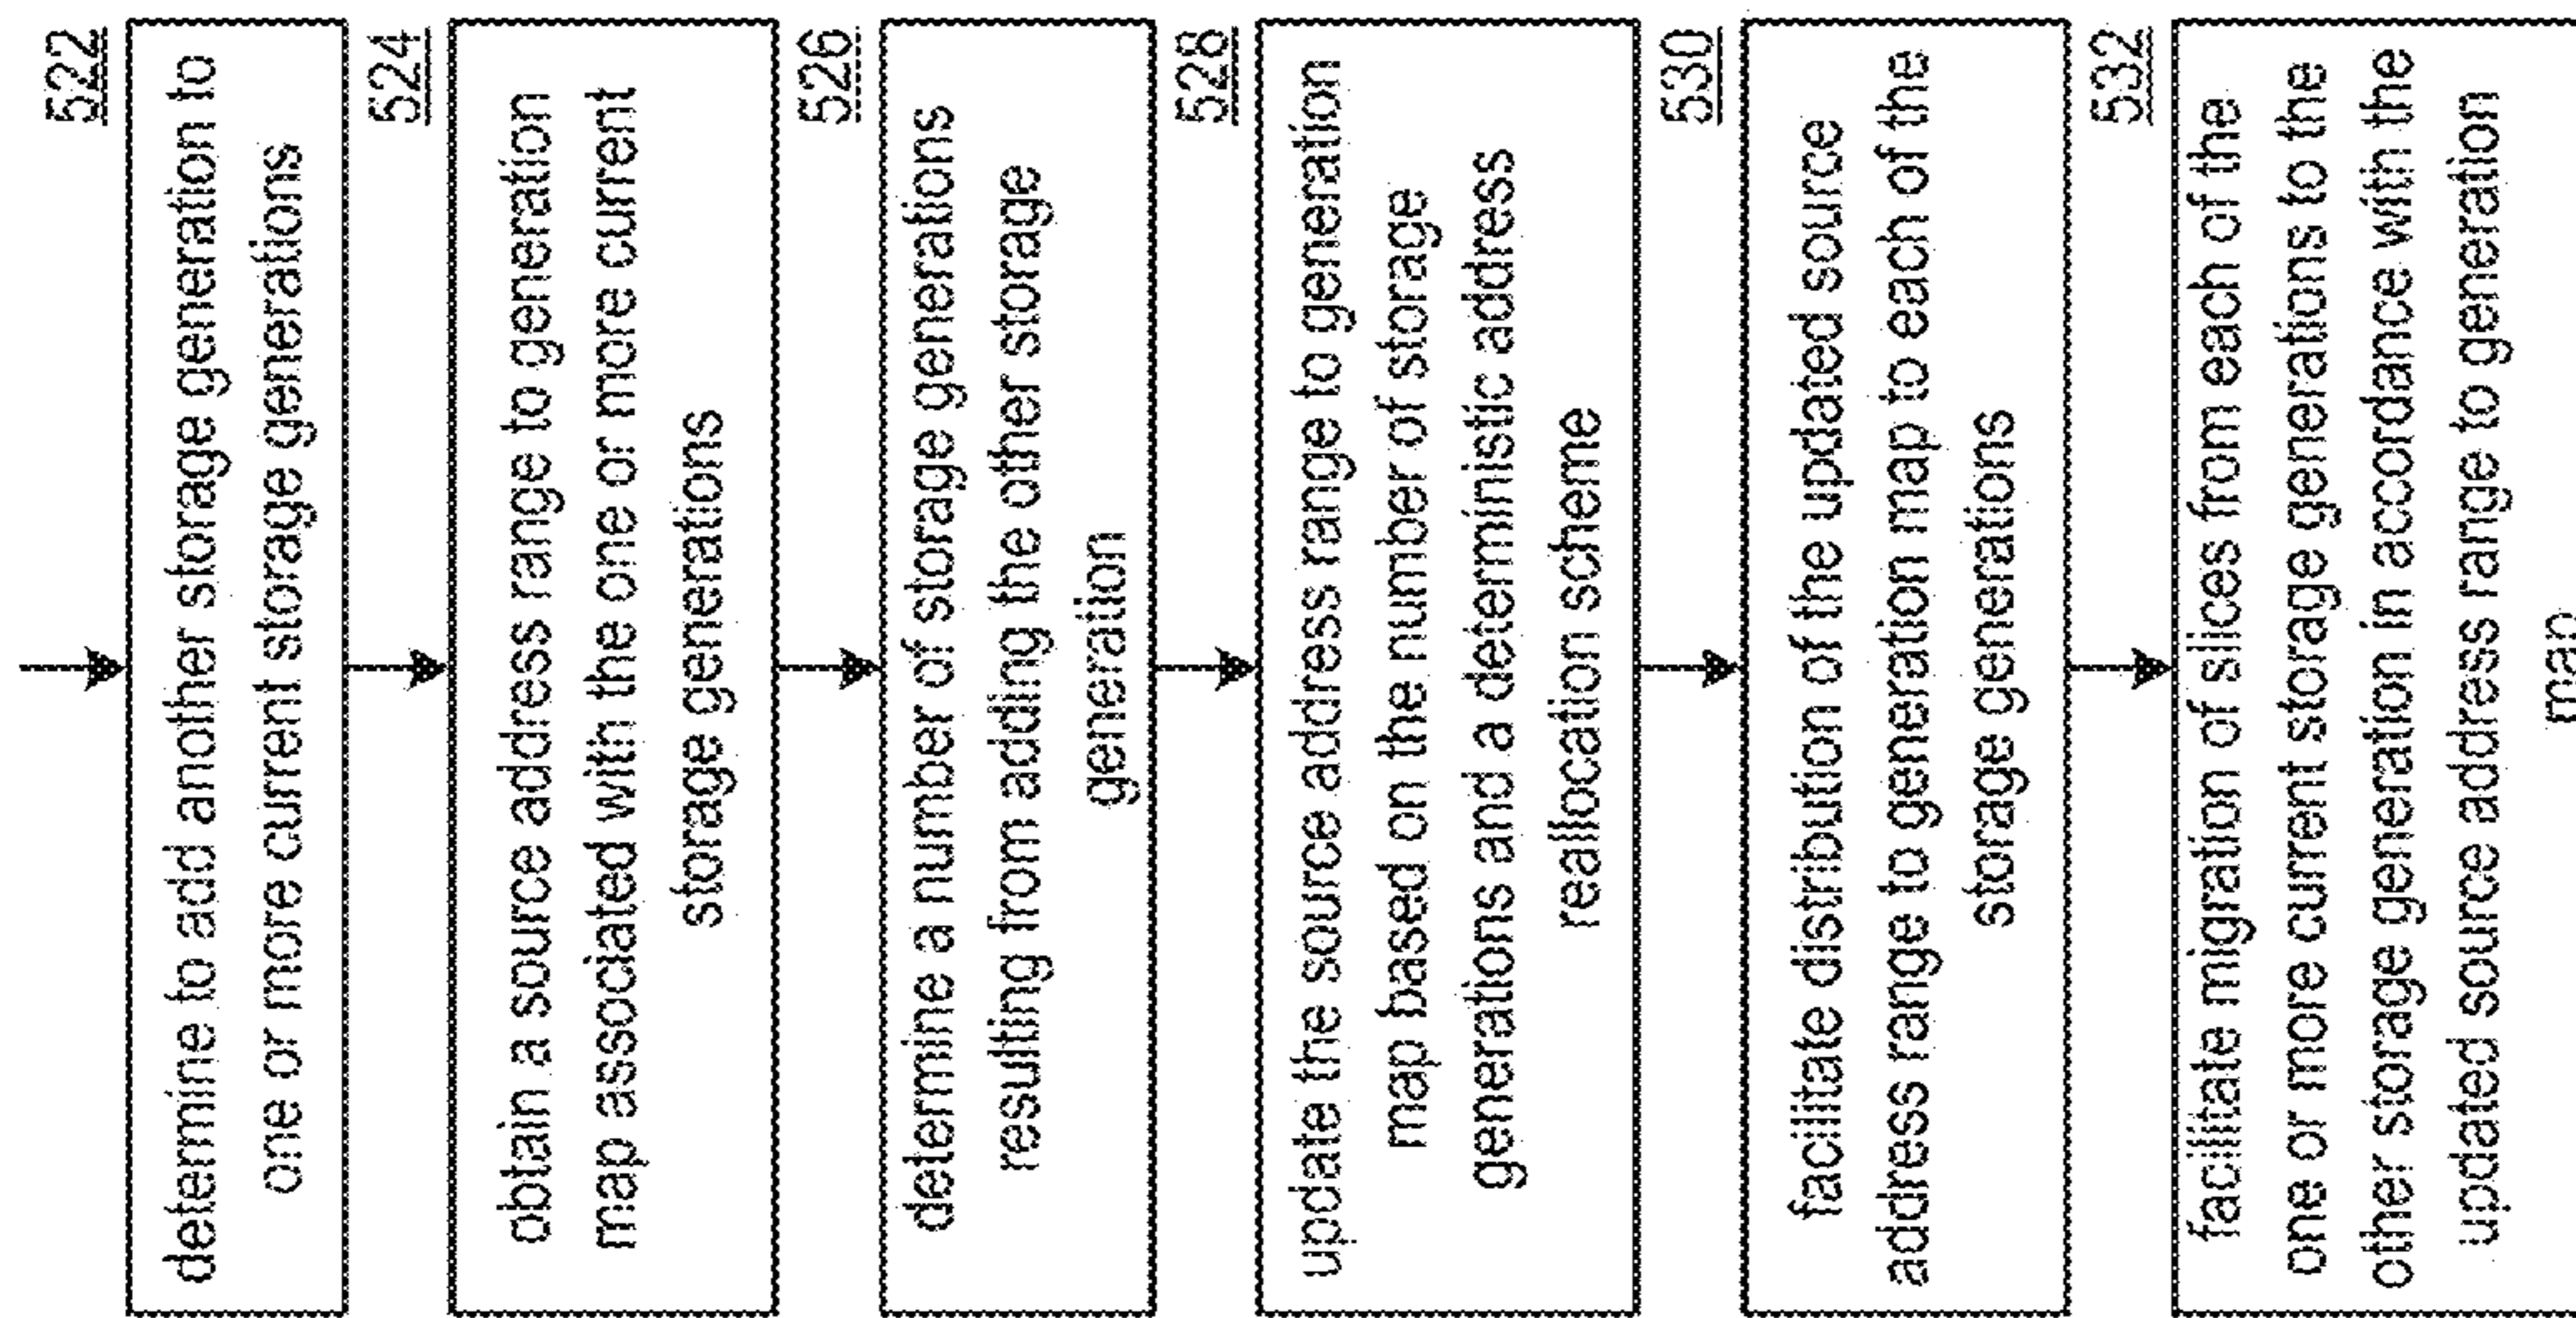 522
determine to add another storage generation to
one or more current storage generations
524
obtain a source address range to generation
map associated with the one or more current
storage generations
526
determine a number of storage generations
resulting from adding the other storage
generation
528
update the source address range to generation
map based on the number of storage
generations and a deterministic address
reallocation scheme
530
facilitate distribution of the updated source
address range to generation map to each of the
storage generations
532
facilitate migration of slices from each of the
one or more current storage generations to the
other storage generation in accordance with the
updated source address range to generation
map